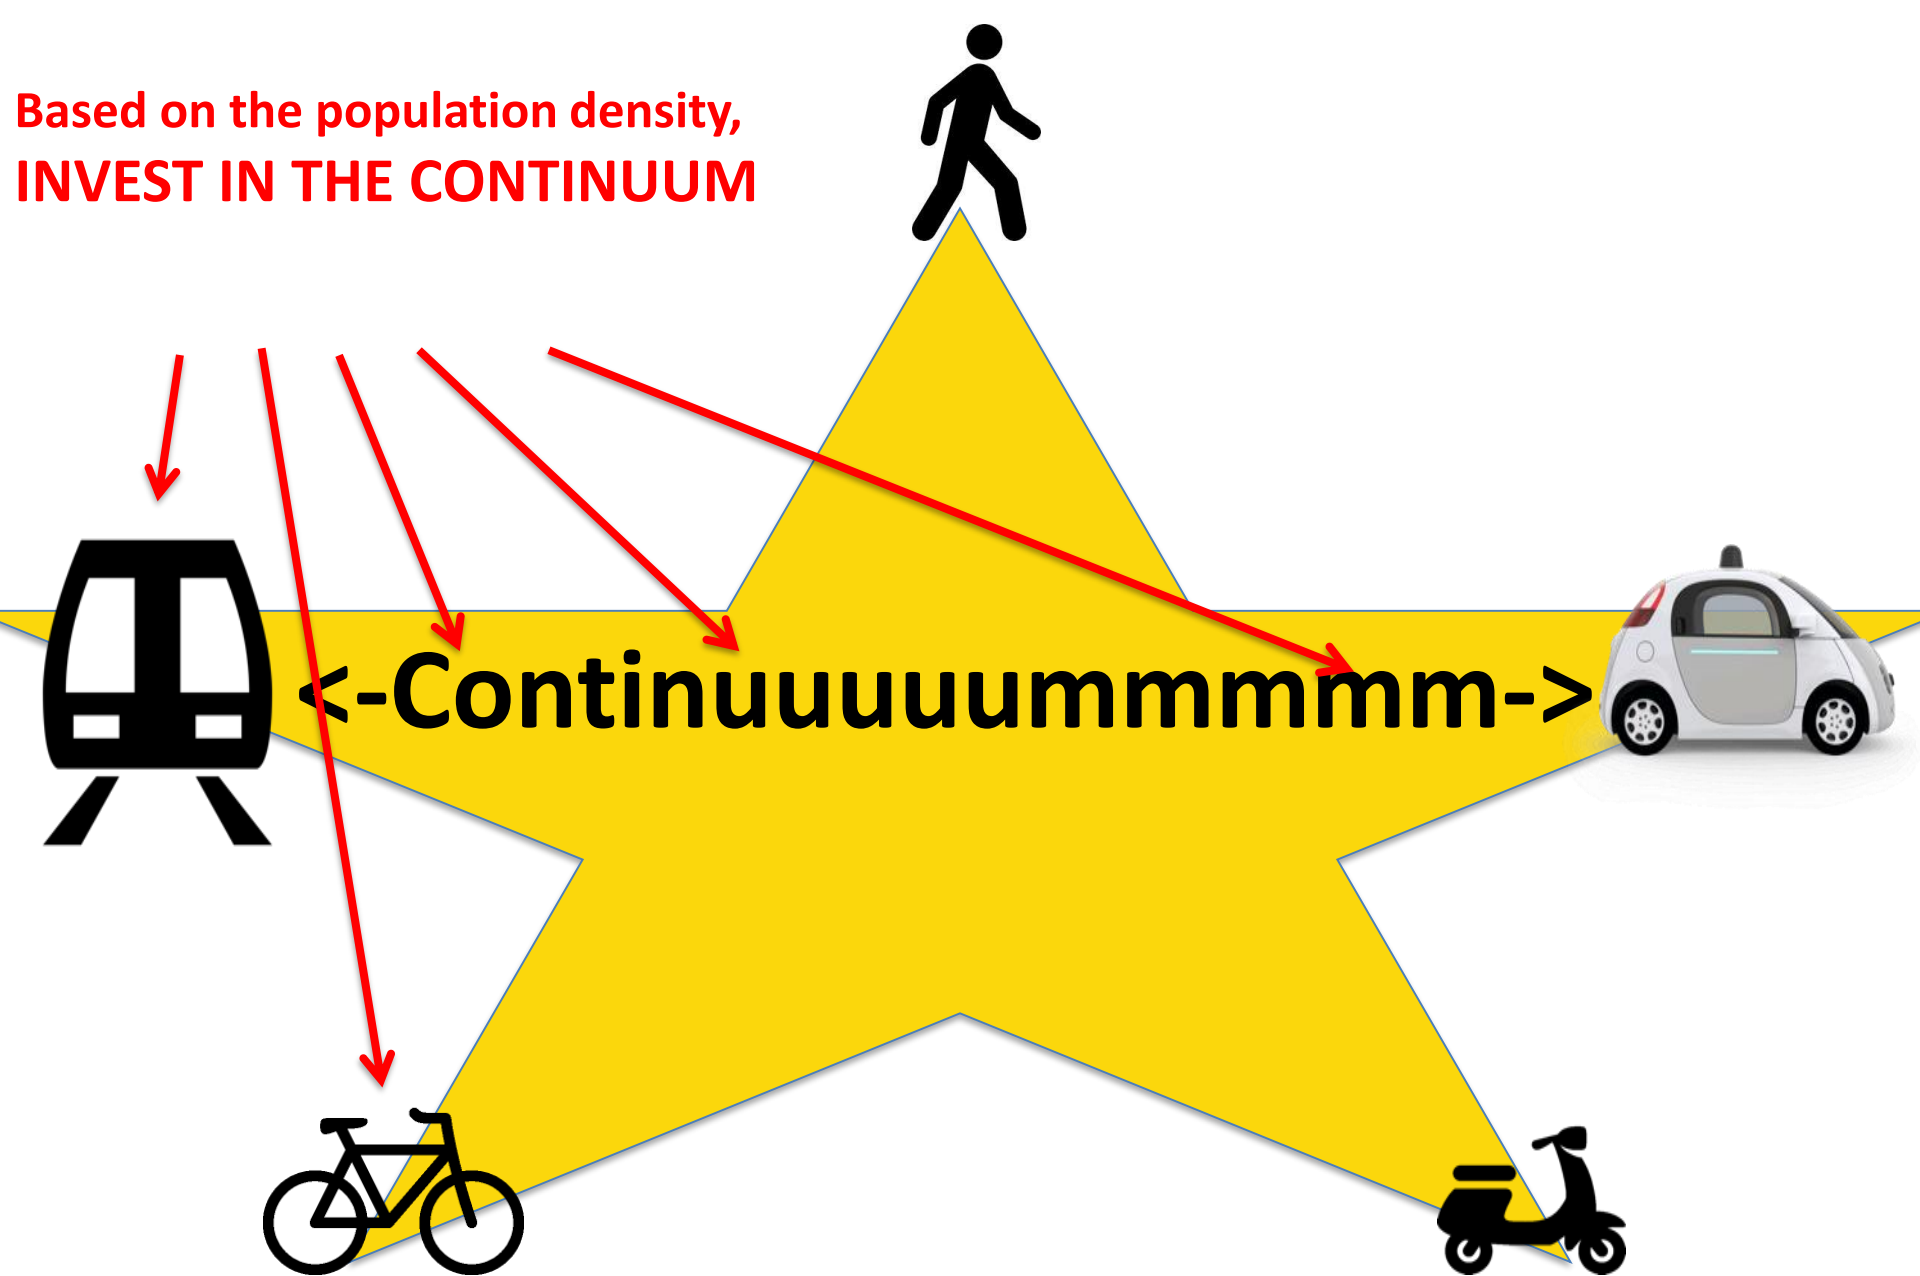 Based on the population density,
INVEST IN THE CONTINUUM
<-Continuuuuummmmm->